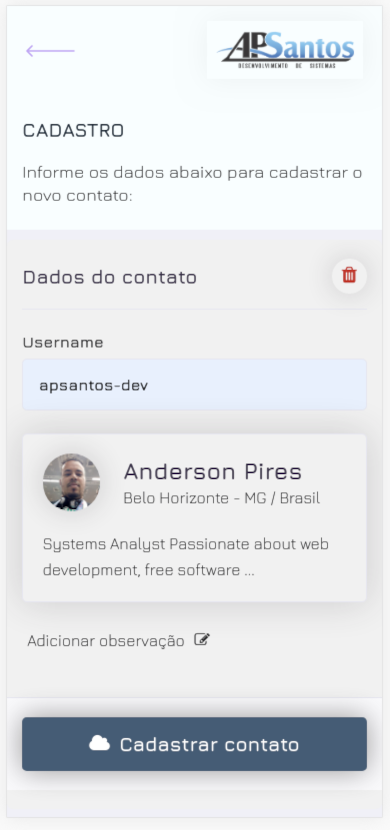 APSantos
DESENVOLVIMENTO DE SISTEMAS
CADASTRO
Informe os dados abaixo para cadastrar o
novo contato:
Dados do contato
Username
apsantos-dev
Anderson Pires
Belo Horizonte - MG / Brasil
Systems Analyst Passionate about web
development, free software ...
Adicionar observação
Cadastrar contato